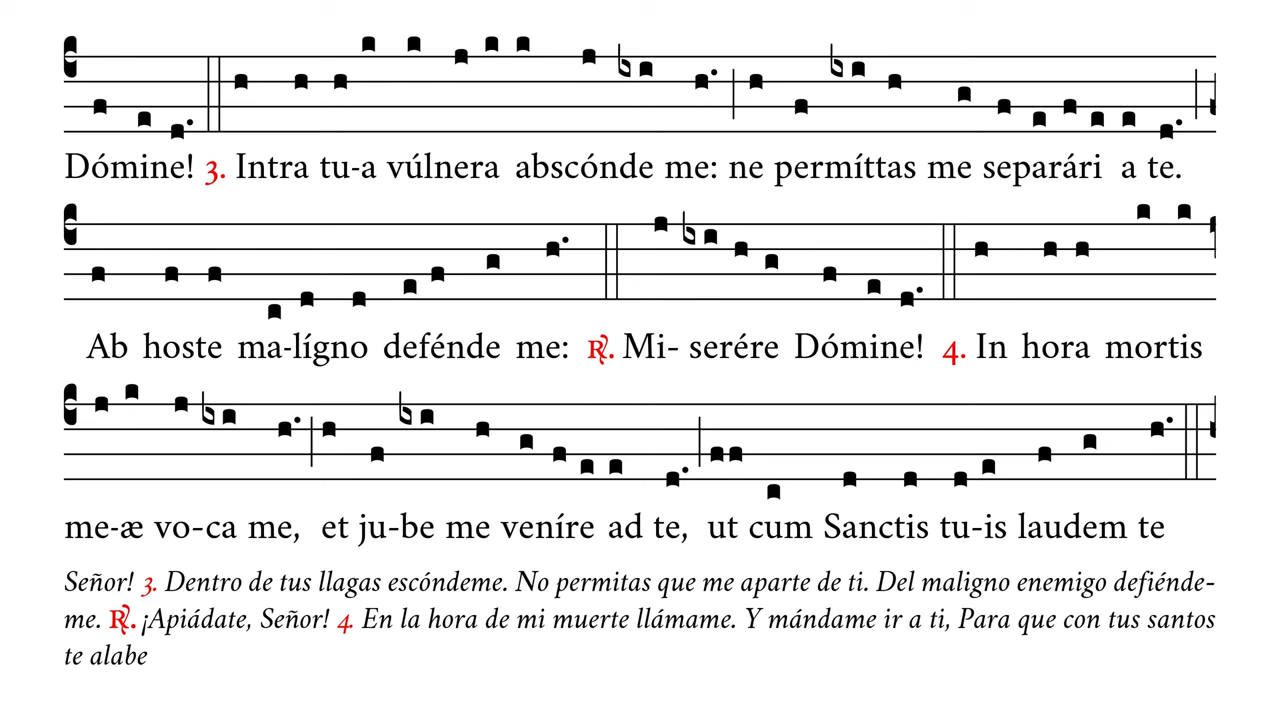 Dómine! 3. Intra tu-a vúlnera abscónde me: ne permíttas me separári a te.
Ab hoste ma-lígno defénde me: ℟. Mi- serére Dómine! 4. In hora mortis
me-æ vo-ca me, et ju-be me veníre ad te, ut cum Sanctis tu-is laudem te
Señor! 3. Dentro de tus llagas escóndeme. No permitas que me aparte de ti. Del maligno enemigo defiénde-
me. ℟. ¡Apiádate, Señor! 4. En la hora de mi muerte llámame. Y mándame ir a ti, Para que con tus santos
te alabe